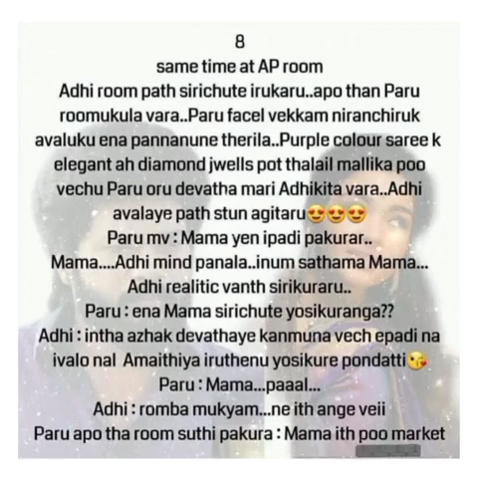 8
same time at AP room
Adhi room path sirichute irukaru..apo than Paru
roomukula vara..Paru facel vekkam niranchiruk
avaluku ena pannanune therila..Purple colour saree k
elegant ah diamond jwells pot thalail mallika poo
vechu Paru oru devatha mari Adhikita vara..Adhi
avalaye path stun agitaru😍😍😍
Paru mv : Mama yen ipadi pakurar..
Mama....Adhi mind panala..inum sathama Mama...
Adhi realitic vanth sirikuraru..
Paru : ena Mama sirichute yosikuranga??
Adhi : intha azhak devathaye kanmuna vech epadi na
ivalo nal Amaithiya iruthenu yosikure pondatti😘
Paru : Mama...paaal...
Adhi : romba mukyam...ne ith ange veii
Paru apo tha room suthi pakura : Mama ith poo market